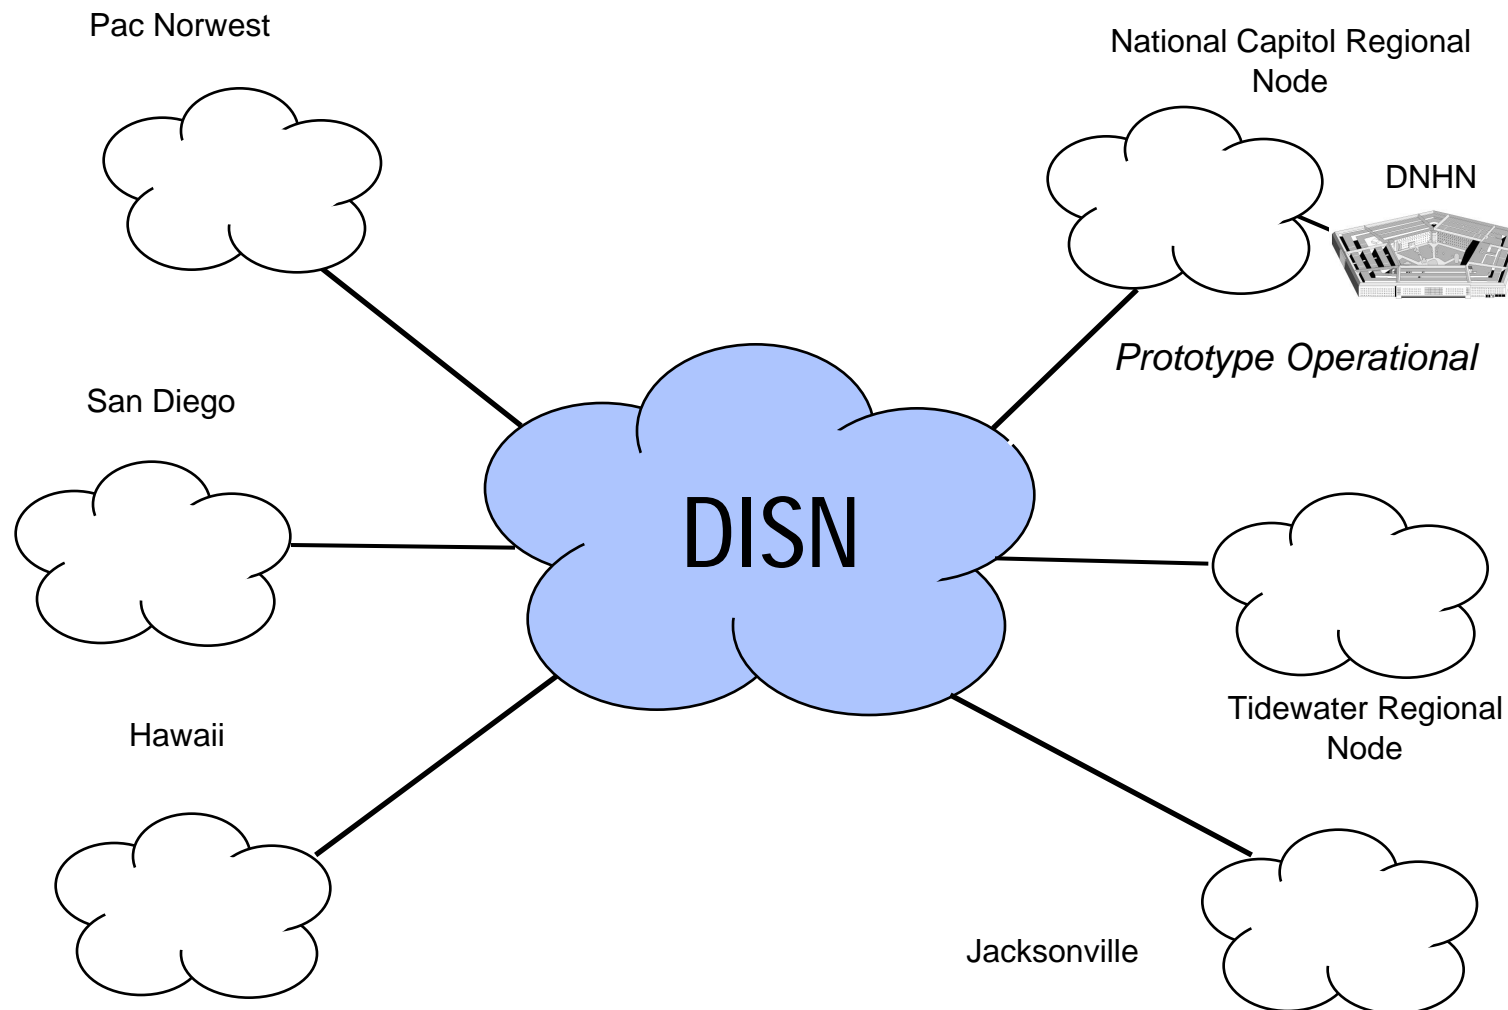 Pac Norwest
National Capitol Regional
Node
DNHN
Prototype Operational
San Diego
DISN
Tidewater Regional
Node
Hawaii
Jacksonville